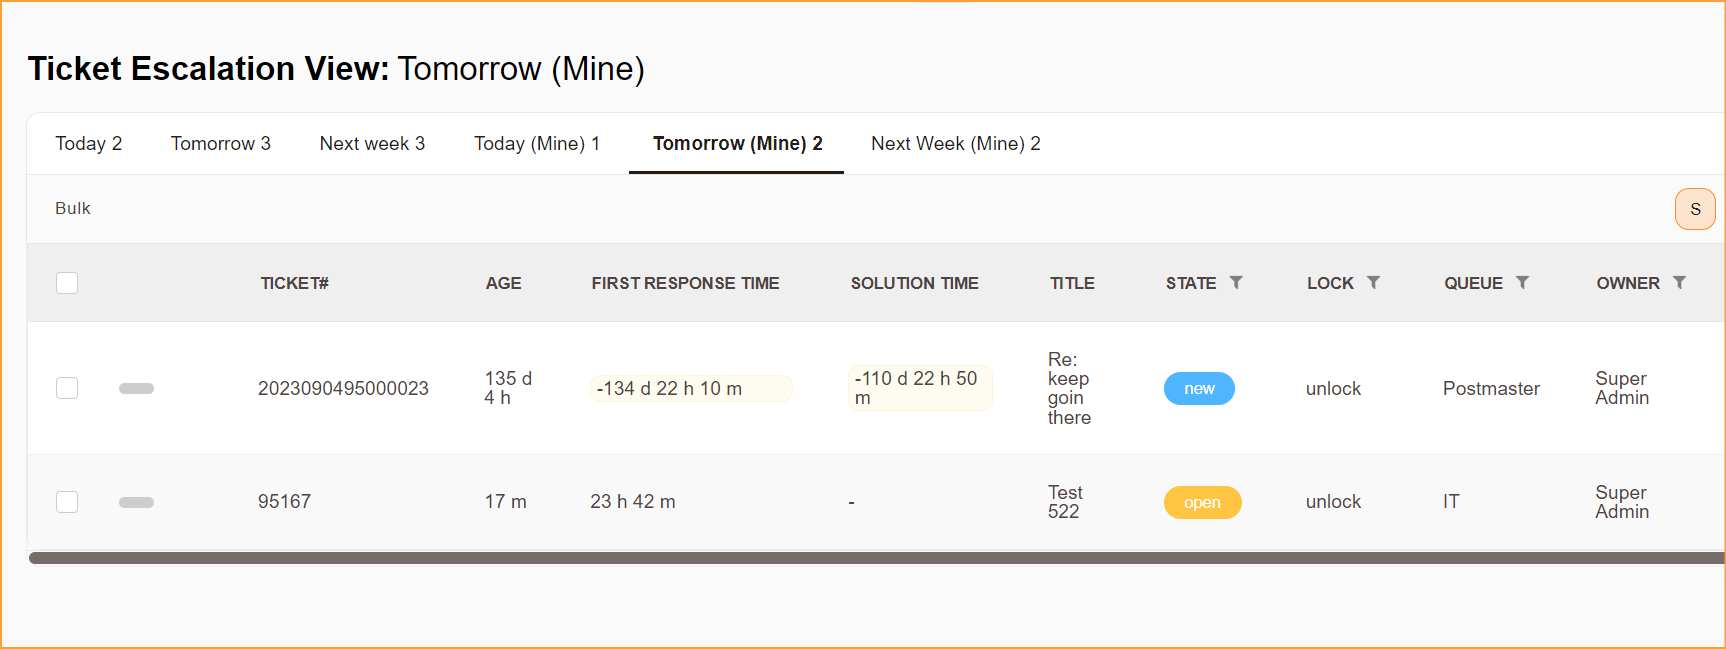 Ticket Escalation View: Tomorrow (Mine)
Today 2 Tomorrow 3 Next week 3 Today (Mine) 1 Tomorrow (Mine) 2 Next Week (Mine) 2
Bulk S
TICKET# AGE FIRST RESPONSE TIME SOLUTION TIME TITLE STATE LOCK QUEUE OWNER
2023090495000023 135 d 4 h -134 d 22 h 10 m -110 d 22 h 50 m Re: keep goin there new unlock Postmaster Super Admin
95167 17 m 23 h 42 m - Test 522 open unlock IT Super Admin